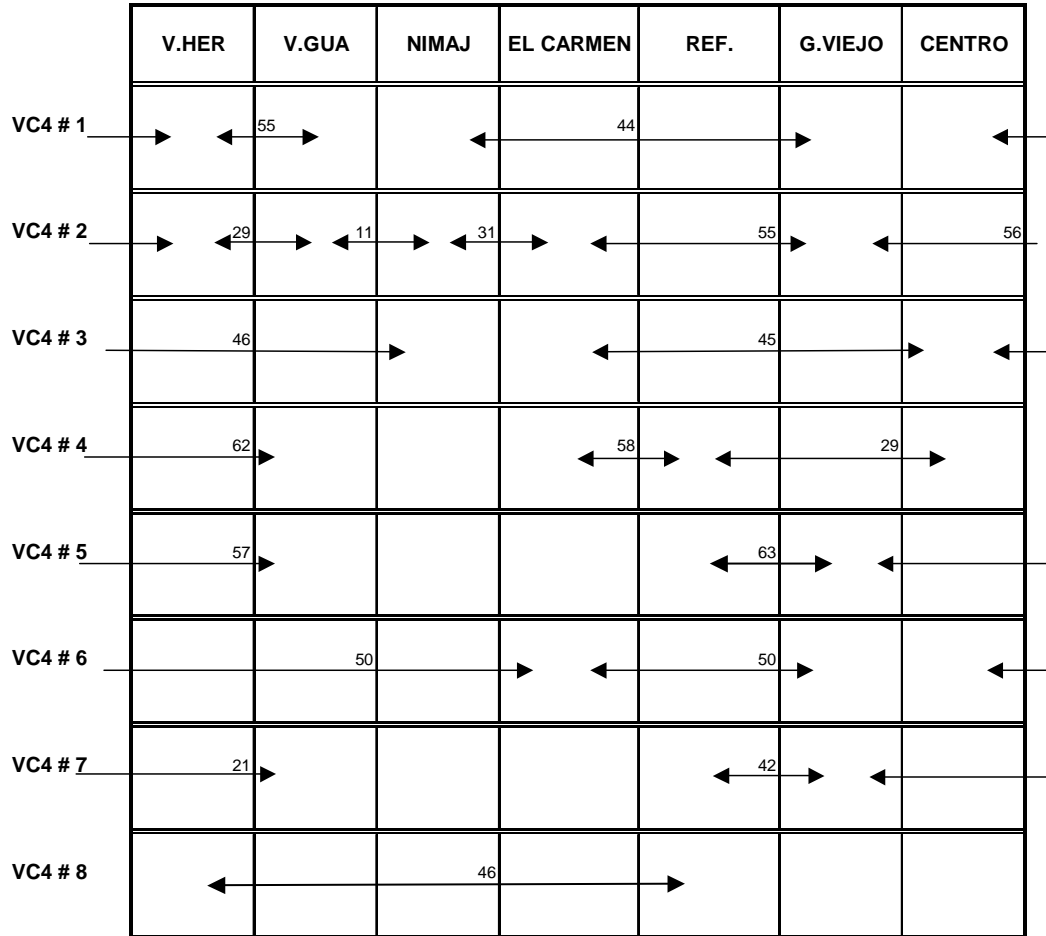 V.HER V.GUA NIMAJ EL CARMEN REF. G.VIEJO CENTRO
VC4 # 1 55 44
VC4 # 2 29 11 31 55 56
VC4 # 3 46 45
VC4 # 4 62 58 29
VC4 # 5 57 63
VC4 # 6 50 50
VC4 # 7 21 42
VC4 # 8 46